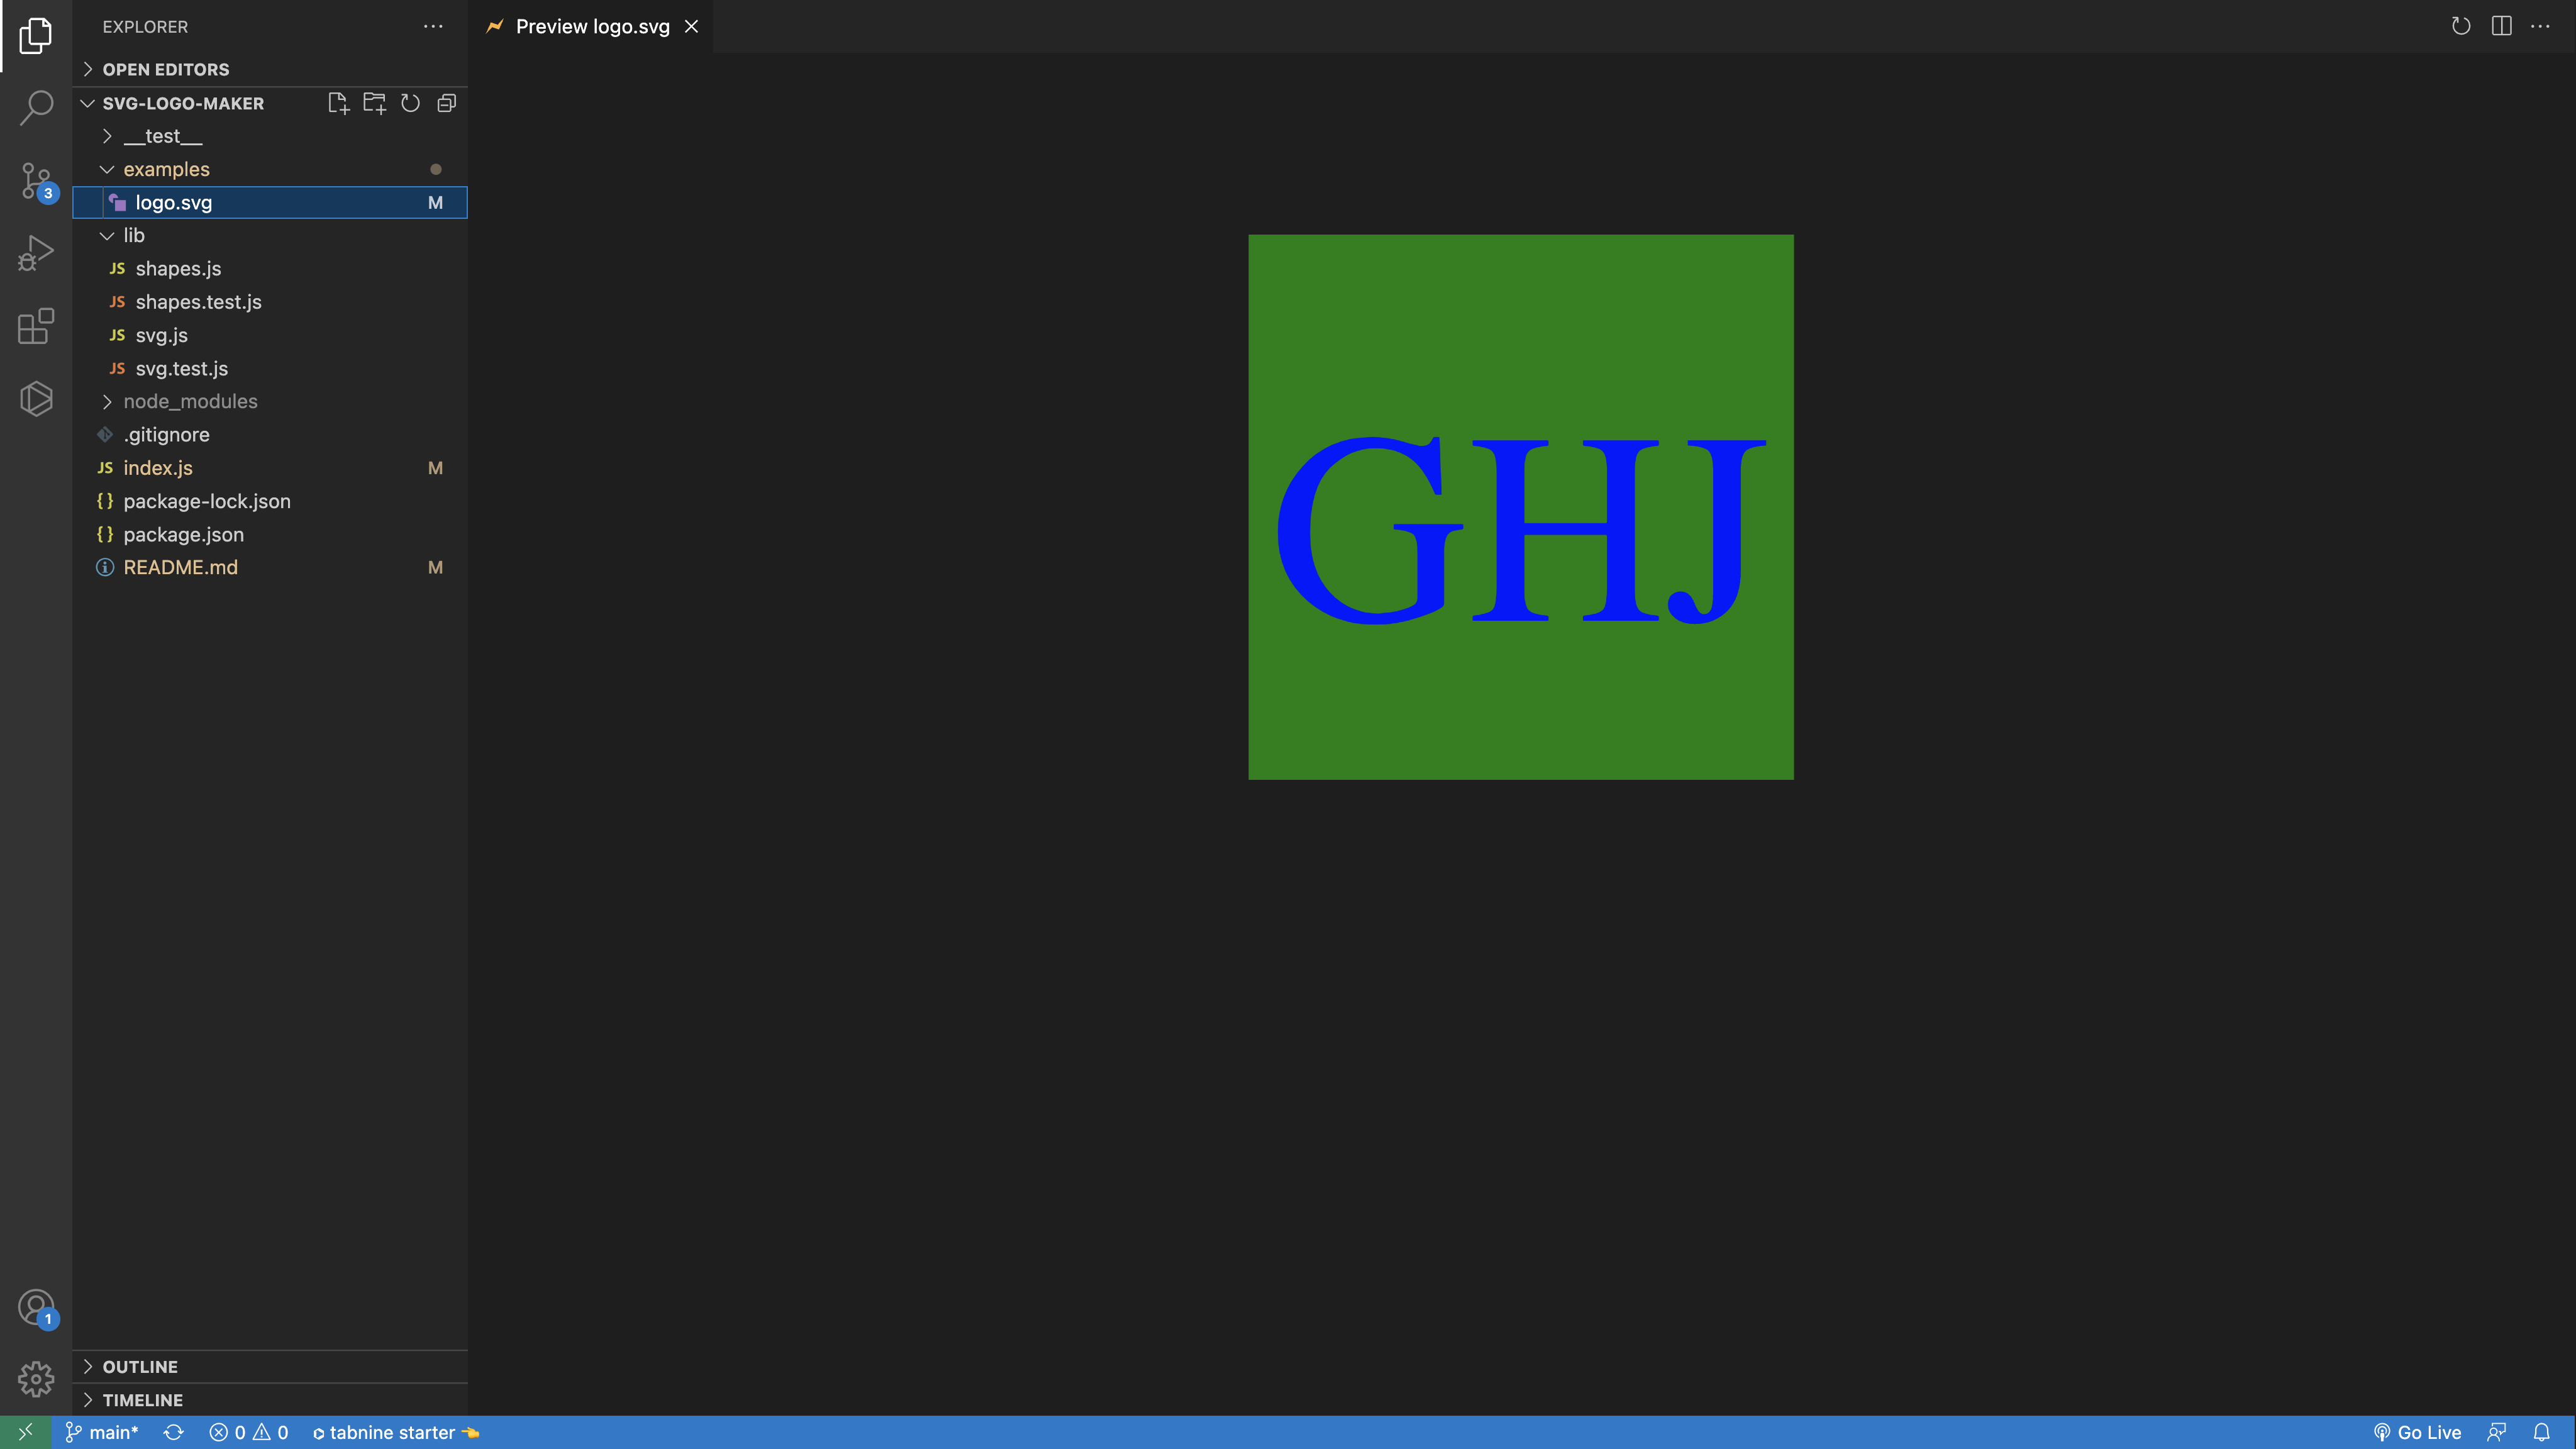 EXPLORER
Preview logo.svg
OPEN EDITORS
SVG-LOGO-MAKER
__test__
examples
logo.svg M
lib
JS shapes.js
JS shapes.test.js
JS svg.js
JS svg.test.js
node_modules
.gitignore
JS index.js M
{} package-lock.json
{} package.json
README.md M
3
GHJ
1
OUTLINE
TIMELINE
main* 0 0 tabnine starter Go Live